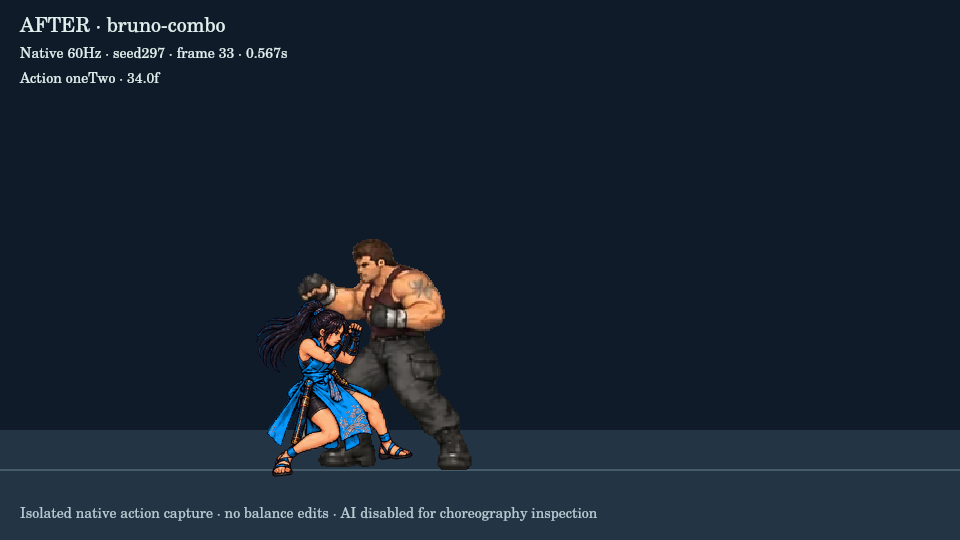 AFTER · bruno-combo
Native 60Hz · seed297 · frame 33 · 0.567s
Action oneTwo · 34.0f
Isolated native action capture · no balance edits · AI disabled for choreography inspection